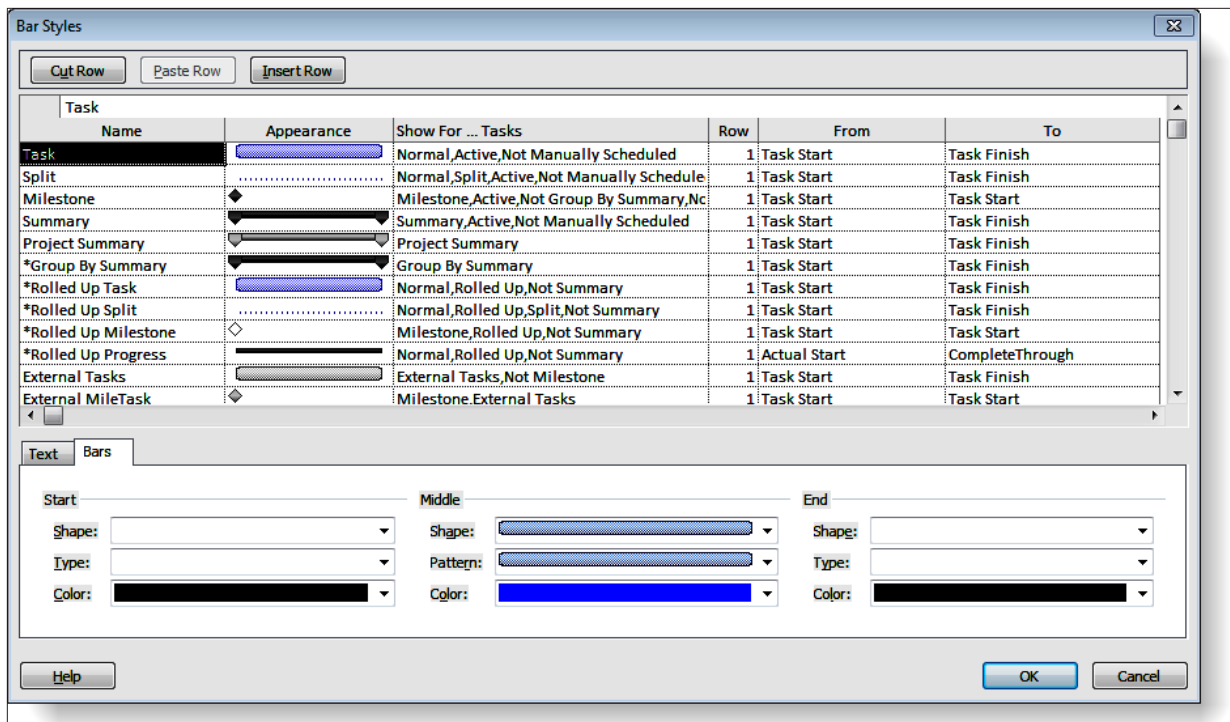 Bar Styles
Cut Row Paste Row Insert Row
Task
Name Appearance Show For ... Tasks Row From To
Task Normal,Active,Not Manually Scheduled 1 Task Start Task Finish
Split Normal,Split,Active,Not Manually Schedule 1 Task Start Task Finish
Milestone Milestone,Active,Not Group By Summary,Nc 1 Task Start Task Start
Summary Summary,Active,Not Manually Scheduled 1 Task Start Task Finish
Project Summary Project Summary 1 Task Start Task Finish
*Group By Summary Group By Summary 1 Task Start Task Finish
*Rolled Up Task Normal,Rolled Up,Not Summary 1 Task Start Task Finish
*Rolled Up Split Normal,Rolled Up,Split,Not Summary 1 Task Start Task Finish
*Rolled Up Milestone Milestone,Rolled Up,Not Summary 1 Task Start Task Start
*Rolled Up Progress Normal,Rolled Up,Not Summary 1 Actual Start CompleteThrough
External Tasks External Tasks,Not Milestone 1 Task Start Task Finish
External MileTask Milestone.External Tasks 1 Task Start Task Start
Text Bars
Start Middle End
Shape: Shape: Shape:
Type: Pattern: Type:
Color: Color: Color:
Help OK Cancel